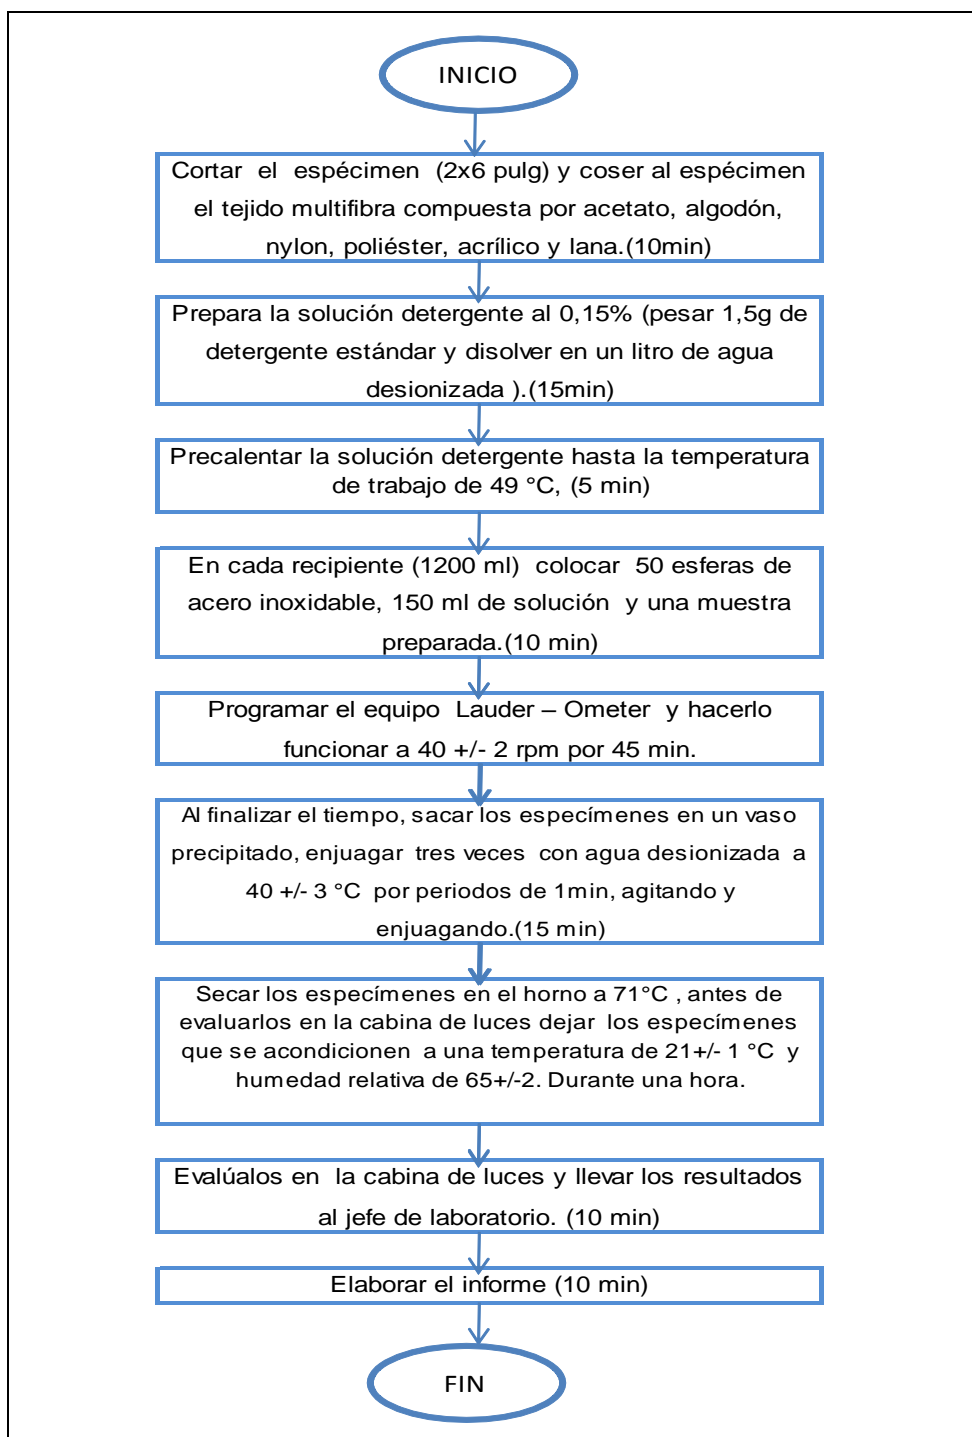 INICIO
Cortar el espécimen (2x6 pulg) y coser al espécimen
el tejido multifibra compuesta por acetato, algodón,
nylon, poliéster, acrílico y lana.(10min)
Prepara la solución detergente al 0,15% (pesar 1,5g de
detergente estándar y disolver en un litro de agua
desionizada ).(15min)
Precalentar la solución detergente hasta la temperatura
de trabajo de 49 °C, (5 min)
En cada recipiente (1200 ml) colocar 50 esferas de
acero inoxidable, 150 ml de solución y una muestra
preparada.(10 min)
Programar el equipo Lauder – Ometer y hacerlo
funcionar a 40 +/- 2 rpm por 45 min.
Al finalizar el tiempo, sacar los especímenes en un vaso
precipitado, enjuagar tres veces con agua desionizada a
40 +/- 3 °C por periodos de 1min, agitando y
enjuagando.(15 min)
Secar los especímenes en el horno a 71°C , antes de
evaluarlos en la cabina de luces dejar los especímenes
que se acondicionen a una temperatura de 21+/- 1 °C y
humedad relativa de 65+/-2. Durante una hora.
Evalúalos en la cabina de luces y llevar los resultados
al jefe de laboratorio. (10 min)
Elaborar el informe (10 min)
FIN